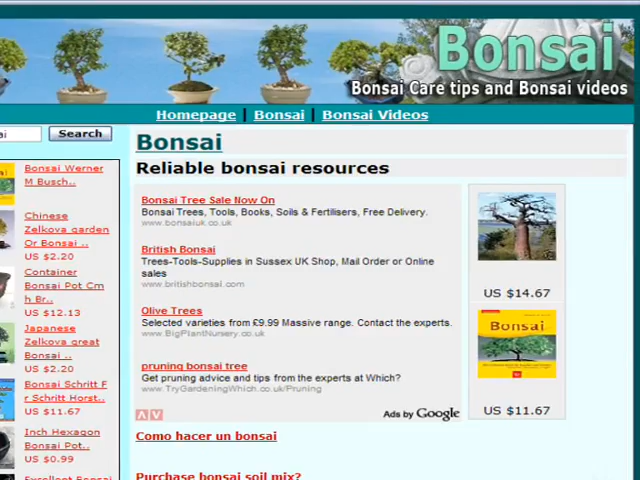 Bonsai
Bonsai Care tips and Bonsai videos
Homepage | Bonsai | Bonsai Videos
ai
Search
Bonsai Werner
M Busch..
Chinese
Zelkova garden
Or Bonsai ..
US $2.20
Container
Bonsai Pot Cm
h Br..
US $12.13
Japanese
Zelkova great
Bonsai ..
US $2.20
Bonsai Schritt F
r Schritt Horst..
US $11.67
Inch Hexagon
Bonsai Pot..
US $0.99
Excellent Bonsai
Bonsai
Reliable bonsai resources
Bonsai Tree Sale Now On
Bonsai Trees, Tools, Books, Soils & Fertilisers, Free Delivery.
www.bonsaiuk.co.uk
British Bonsai
Trees-Tools-Supplies in Sussex UK Shop, Mail Order or Online
sales
www.britishbonsai.com
Olive Trees
Selected varieties from £9.99 Massive range. Contact the experts.
www.BigPlantNursery.co.uk
pruning bonsai tree
Get pruning advice and tips from the experts at Which?
www.TryGardeningWhich.co.uk/Pruning
Ads by Google
Como hacer un bonsai
Purchase bonsai soil mix?
US $14.67
Bonsai
US $11.67